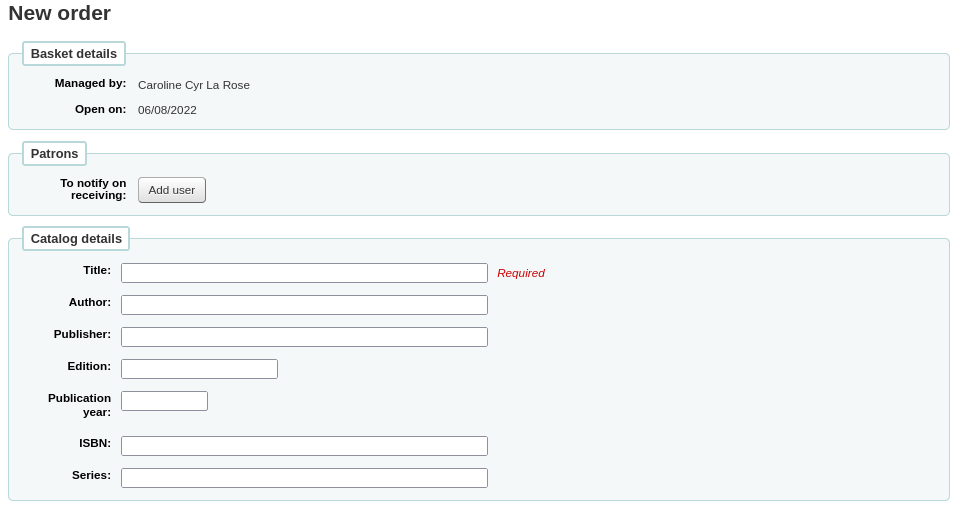 New order
Basket details
Managed by: Caroline Cyr La Rose
Open on: 06/08/2022
Patrons
To notify on
receiving:
Add user
Catalog details
Title: Required
Author:
Publisher:
Edition:
Publication
year:
ISBN:
Series: